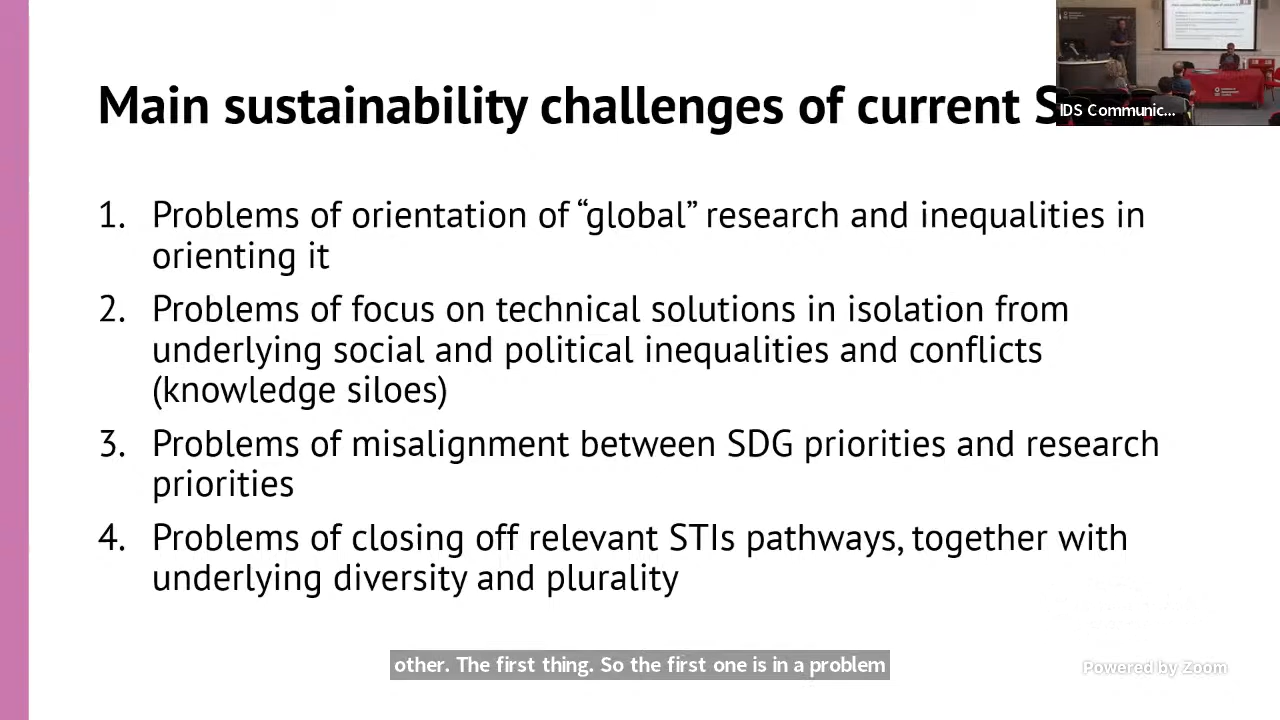 Main sustainability challenges of current S
IDS Communic...
1. Problems of orientation of “global” research and inequalities in
orienting it
2. Problems of focus on technical solutions in isolation from
underlying social and political inequalities and conflicts
(knowledge siloes)
3. Problems of misalignment between SDG priorities and research
priorities
4. Problems of closing off relevant STIs pathways, together with
underlying diversity and plurality
other. The first thing. So the first one is in a problem
Powered by Zoom